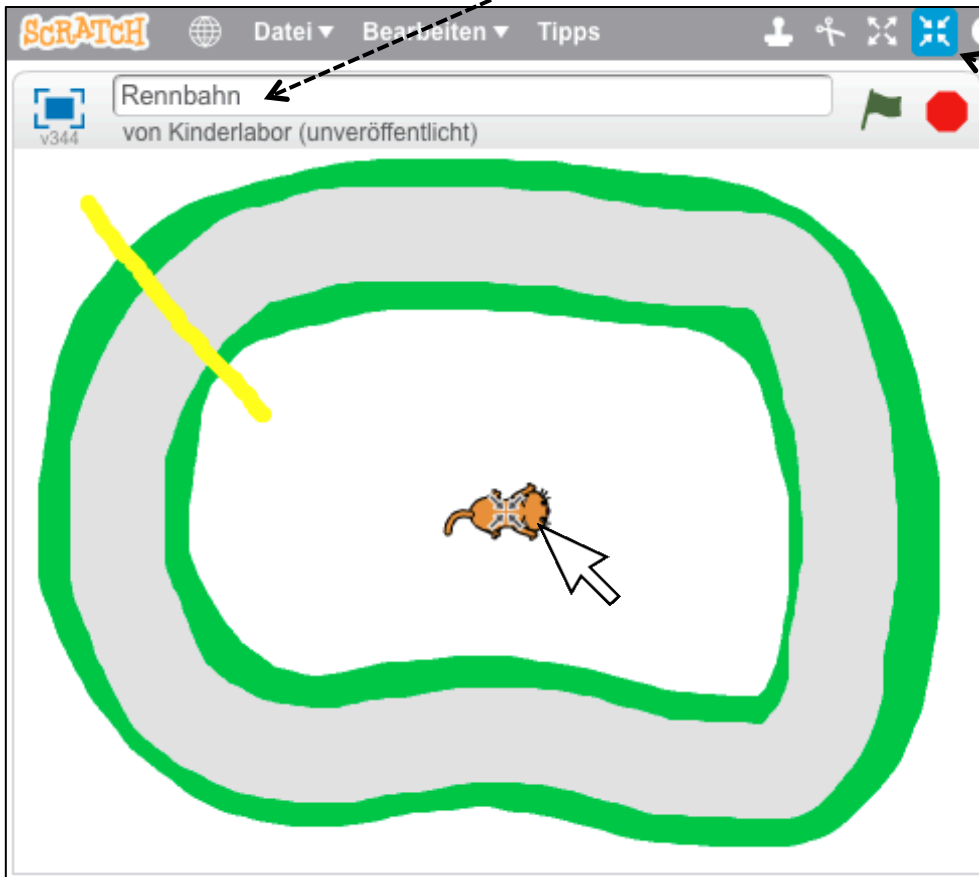 SCRATCH Datei Bearbeiten Tipps
Rennbahn
v344 von Kinderlabor (unveröffentlicht)